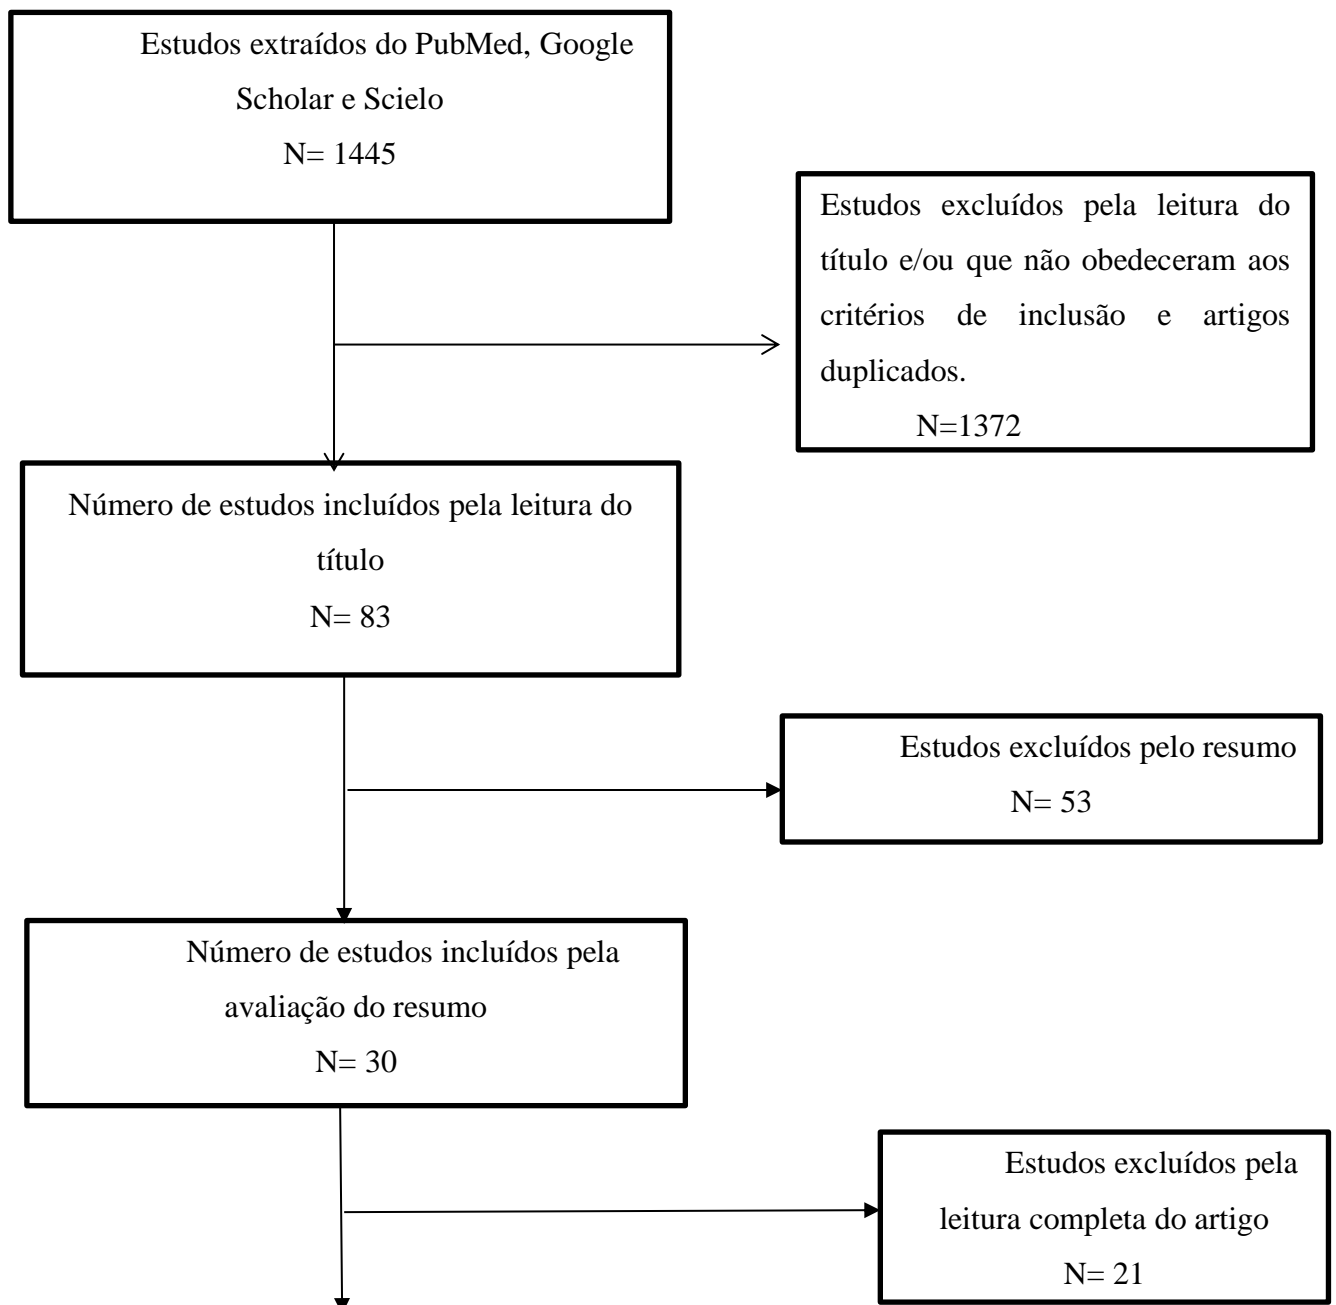 Estudos extraídos do PubMed, Google
Scholar e Scielo
N= 1445
Estudos excluídos pela leitura do
título e/ou que não obedeceram aos
critérios de inclusão e artigos
duplicados.
N=1372
Número de estudos incluídos pela leitura do
título
N= 83
Estudos excluídos pelo resumo
N= 53
Número de estudos incluídos pela
avaliação do resumo
N= 30
Estudos excluídos pela
leitura completa do artigo
N= 21